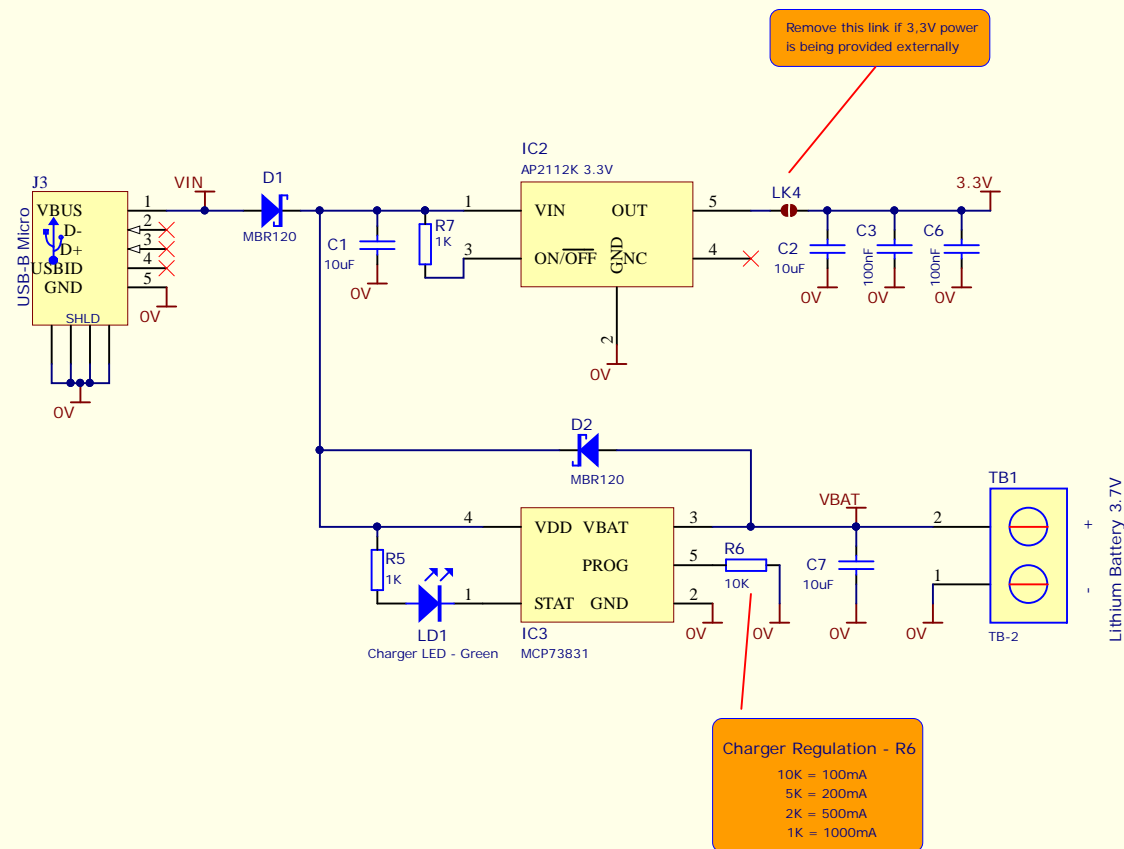 Remove this link if 3,3V power
is being provided externally
IC2
AP2112K 3.3V
J3
VIN
D1
MBR120
LK4
3.3V
USB-B Micro
VBUS
D-
D+
USBID
GND
SHLD
1
2
3
4
5
0V
0V
C1
10uF
0V
R7
1K
1
3
VIN
ON/OFF
GND
OUT
NC
5
4
2
0V
C2
10uF
0V
C3
100nF
0V
C6
100nF
0V
D2
MBR120
VBAT
TB1
4
VDD
VBAT
PROG
STAT
GND
3
5
2
1
R5
1K
LD1
Charger LED - Green
IC3
MCP73831
R6
10K
0V
0V
C7
10uF
0V
2
1
0V
+
-
TB-2
Lithium Battery 3.7V
Charger Regulation - R6
10K = 100mA
5K = 200mA
2K = 500mA
1K = 1000mA